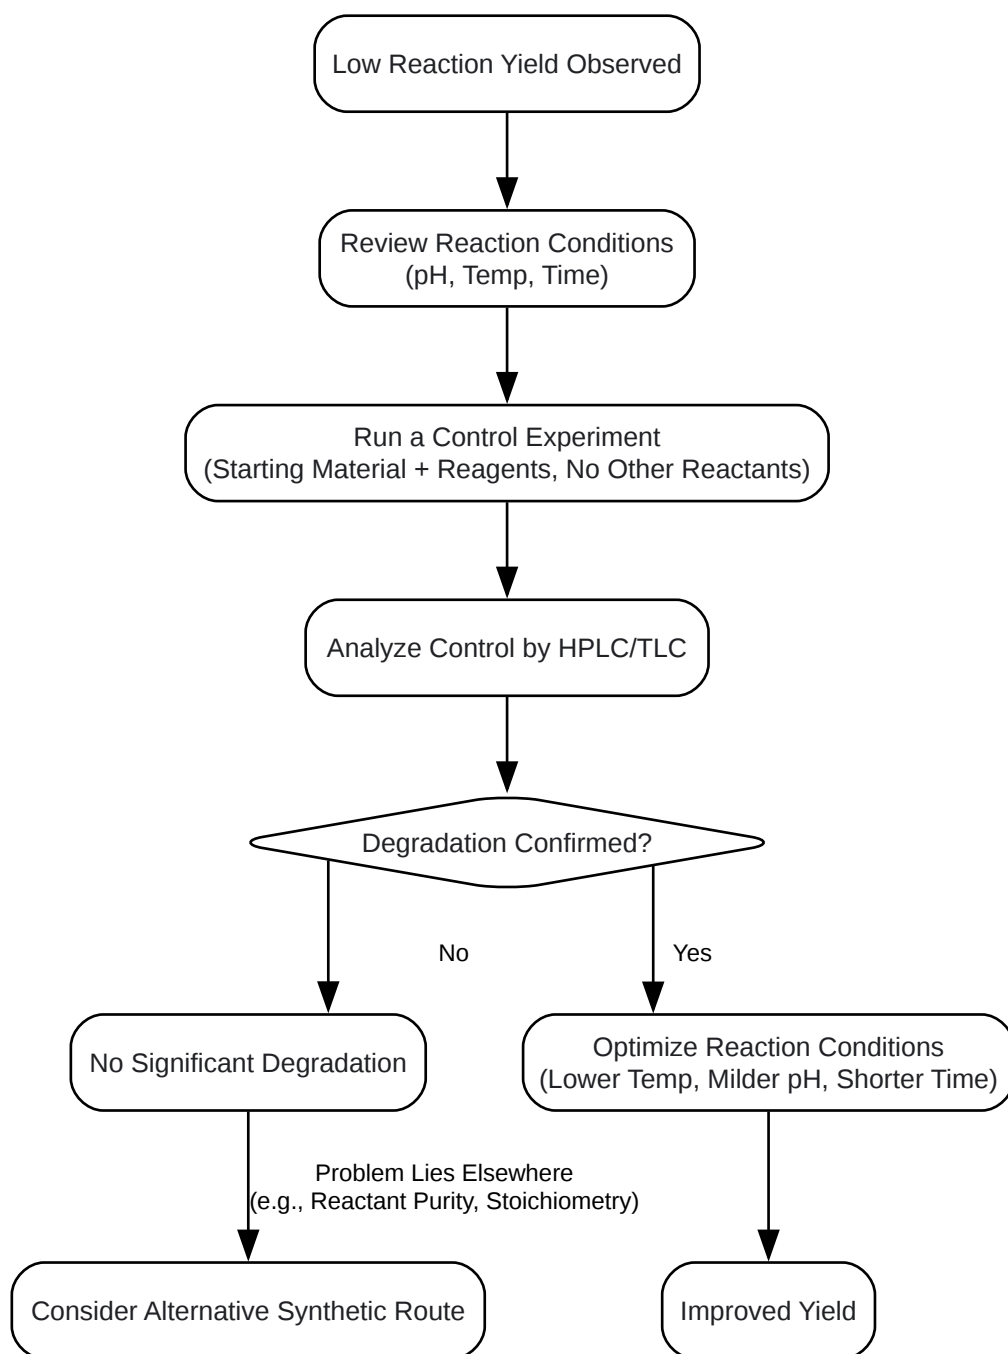 Low Reaction Yield Observed
Review Reaction Conditions
(pH, Temp, Time)
Run a Control Experiment
(Starting Material + Reagents, No Other Reactants)
Analyze Control by HPLC/TLC
Degradation Confirmed?
No
Yes
No Significant Degradation
Optimize Reaction Conditions
(Lower Temp, Milder pH, Shorter Time)
Problem Lies Elsewhere
(e.g., Reactant Purity, Stoichiometry)
Consider Alternative Synthetic Route
Improved Yield